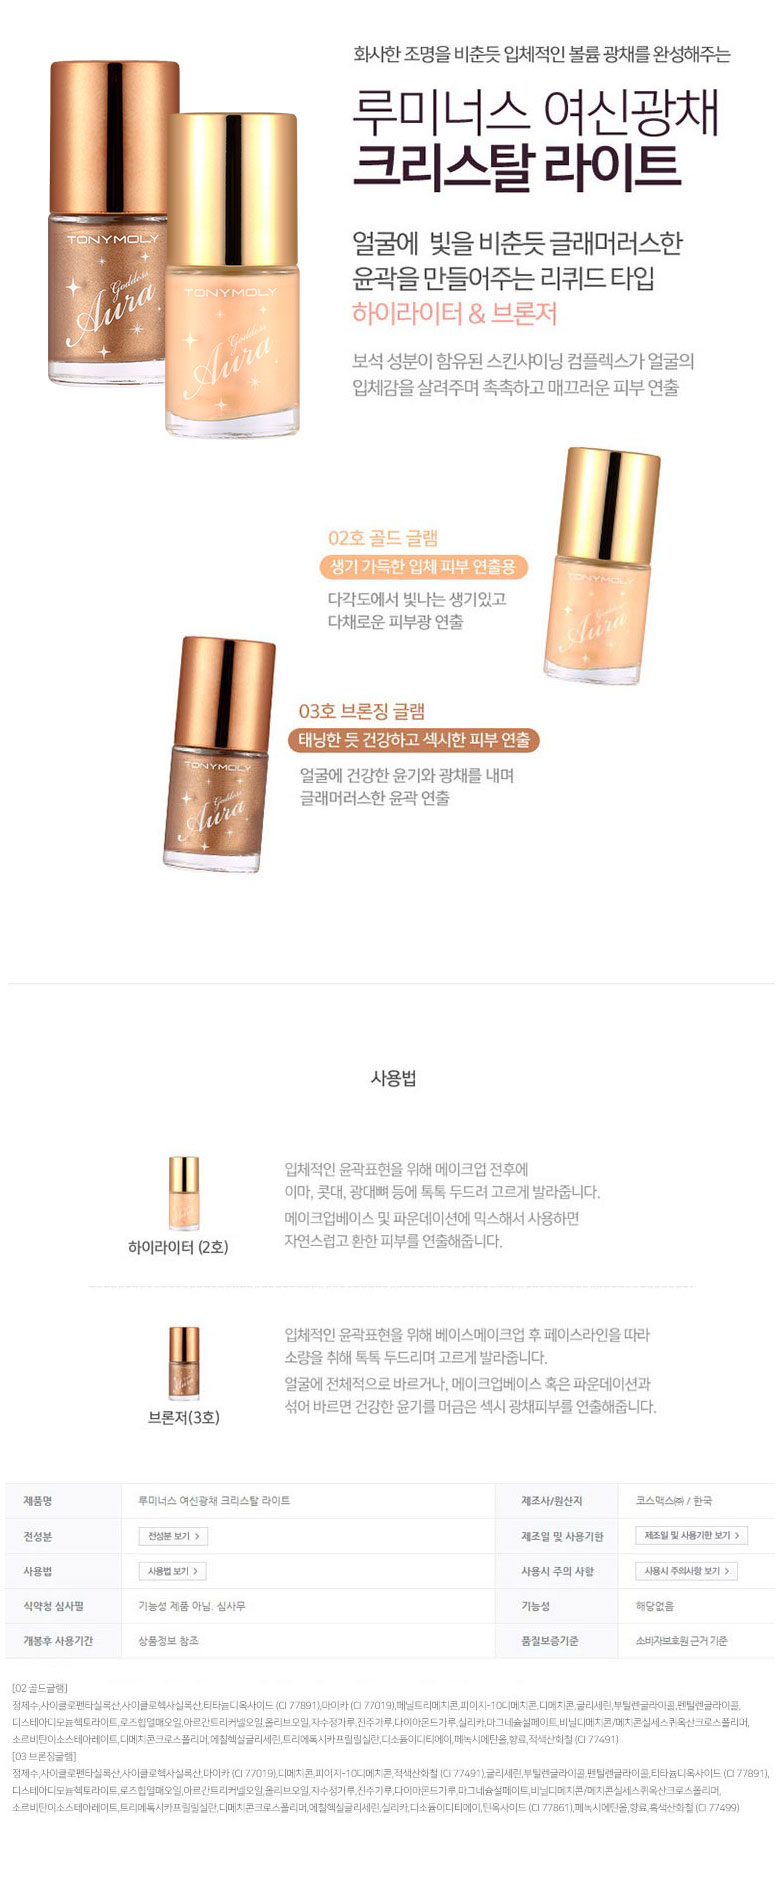 화사한 조명을 비춘듯 입체적인 볼륨 광채를 완성해주는
루미너스 여신광채
크리스탈 라이트
얼굴에 빛을 비춘듯 글래머러스한
윤곽을 만들어주는 리퀴드 타입
하이라이터 & 브론저
보석 성분이 함유된 스킨샤이닝 컴플렉스가 얼굴의
입체감을 살려주며 촉촉하고 매끄러운 피부 연출
TONYMOLY
Goddess
Aura
TONYMOLY
Goddess
Aura
02호 골드 글램
생기 가득한 입체 피부 연출용
다각도에서 빛나는 생기있고
다채로운 피부광 연출
TONYMOLY
Goddess
Aura
03호 브론징 글램
태닝한 듯 건강하고 섹시한 피부 연출
얼굴에 건강한 윤기와 광채를 내며
글래머러스한 윤곽 연출
TONYMOLY
Goddess
Aura
사용법
입체적인 윤곽표현을 위해 메이크업 전후에
이마, 콧대, 광대뼈 등에 톡톡 두드려 고르게 발라줍니다.
메이크업베이스 및 파운데이션에 믹스해서 사용하면
자연스럽고 환한 피부를 연출해줍니다.
하이라이터 (2호)
입체적인 윤곽표현을 위해 베이스메이크업 후 페이스라인을 따라
소량을 취해 톡톡 두드리며 고르게 발라줍니다.
얼굴에 전체적으로 바르거나, 메이크업베이스 혹은 파운데이션과
섞어 바르면 건강한 윤기를 머금은 섹시 광채피부를 연출해줍니다.
브론저(3호)
제품명 루미너스 여신광채 크리스탈 라이트 제조사/원산지 코스맥스㈜ / 한국
전성분 전성분 보기 > 제조일 및 사용기한 제조일 및 사용기한 보기 >
사용법 사용법 보기 > 사용시 주의 사항 사용시 주의사항 보기 >
식약청 심사필 기능성 제품 아님. 심사무 기능성 해당없음
개봉후 사용기간 상품정보 참조 품질보증기준 소비자보호원 근거 기준
[02 골드글램]
정제수,사이클로펜타실록산,사이클로헥사실록산,티타늄디옥사이드 (CI 77891),마이카 (CI 77019),페닐트리메치콘,피이지-10디메치콘,디메치콘,글리세린,부틸렌글라이콜,펜틸렌글라이콜,
디스테아디모늄헥토라이트,로즈힙열매오일,아르간트리커넬오일,올리브오일,자수정가루,진주가루,다이아몬드가루,실리카,마그네슘설페이트,비닐디메치콘/메치콘실세스퀴옥산크로스폴리머,
소르비탄이소스테아레이트,디메치콘크로스폴리머,에칠헥실글리세린,트리에톡시카프릴릴실란,디소듐이디티에이,페녹시에탄올,향료,적색산화철 (CI 77491)
[03 브론징글램]
정제수,사이클로펜타실록산,사이클로헥사실록산,마이카 (CI 77019),디메치콘,피이지-10디메치콘,적색산화철 (CI 77491),글리세린,부틸렌글라이콜,펜틸렌글라이콜,티타늄디옥사이드 (CI 77891),
디스테아디모늄헥토라이트,로즈힙열매오일,아르간트리커넬오일,올리브오일,자수정가루,진주가루,다이아몬드가루,마그네슘설페이트,비닐디메치콘/메치콘실세스퀴옥산크로스폴리머,
소르비탄이소스테아레이트,트리에톡시카프릴릴실란,디메치콘크로스폴리머,에칠헥실글리세린,실리카,디소듐이디티에이,틴옥사이드 (CI 77861),페녹시에탄올,향료,흑색산화철 (CI 77499)